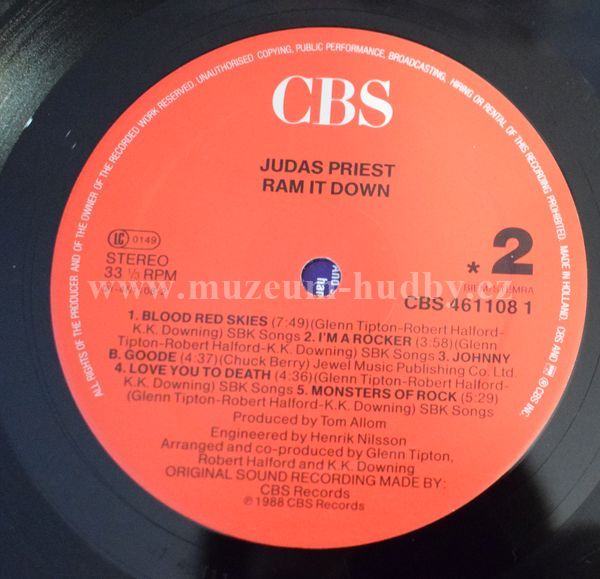 ALL RIGHTS OF THE PRODUCER AND OF THE OWNER OF THE RECORDED WORK RESERVED. UNAUTHORISED COPYING, PUBLIC PERFORMANCE, BROADCASTING, HIRING OR RENTAL OF THIS RECORDING PROHIBITED. MADE IN HOLLAND. CBS AND ℗ © CBS INC.
CBS
JUDAS PRIEST
RAM IT DOWN
LC 0149
STEREO
33 1/3 RPM
* 2
BIEM/STEMRA
CBS 461108 1
www.muzeum-hudby.cz
1. BLOOD RED SKIES (7:49)(Glenn Tipton-Robert Halford-
K.K. Downing) SBK Songs 2. I'M A ROCKER (3:58)(Glenn
Tipton-Robert Halford-K.K. Downing) SBK Songs 3. JOHNNY
B. GOODE (4:37)(Chuck Berry) Jewel Music Publishing Co. Ltd.
4. LOVE YOU TO DEATH (4:36)(Glenn Tipton-Robert Halford-
K.K. Downing) SBK Songs 5. MONSTERS OF ROCK (5:29)
(Glenn Tipton-Robert Halford-K.K. Downing) SBK Songs
Produced by Tom Allom
Engineered by Henrik Nilsson
Arranged and co-produced by Glenn Tipton,
Robert Halford and K.K. Downing
ORIGINAL SOUND RECORDING MADE BY:
CBS Records
℗1988 CBS Records